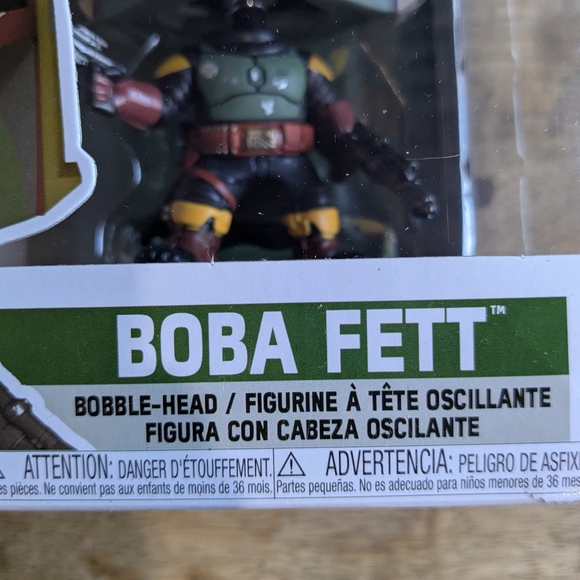 BOBA FETT™
BOBBLE-HEAD / FIGURINE À TÊTE OSCILLANTE
FIGURA CON CABEZA OSCILANTE
ATTENTION: DANGER D'ÉTOUFFEMENT.
pièces. Ne convient pas aux enfants de moins de 36 mois.
ADVERTENCIA: PELIGRO DE
Partes pequeñas. No es adecuado para niños menores de 36